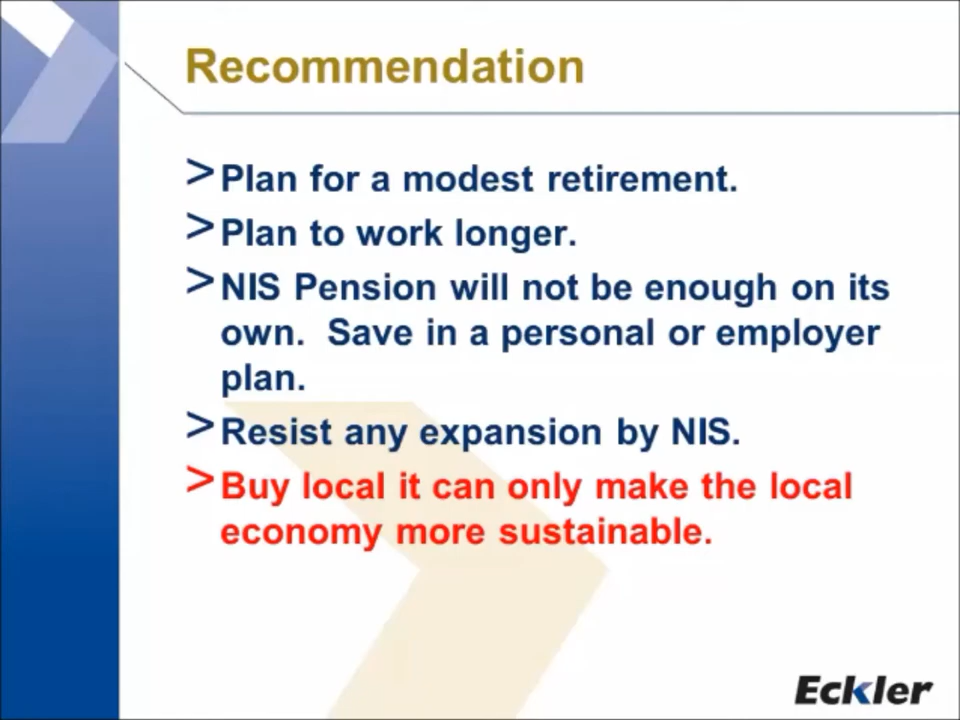 Recommendation
> Plan for a modest retirement.
> Plan to work longer.
> NIS Pension will not be enough on its
own.  Save in a personal or employer
plan.
> Resist any expansion by NIS.
> Buy local it can only make the local
economy more sustainable.
Eckler